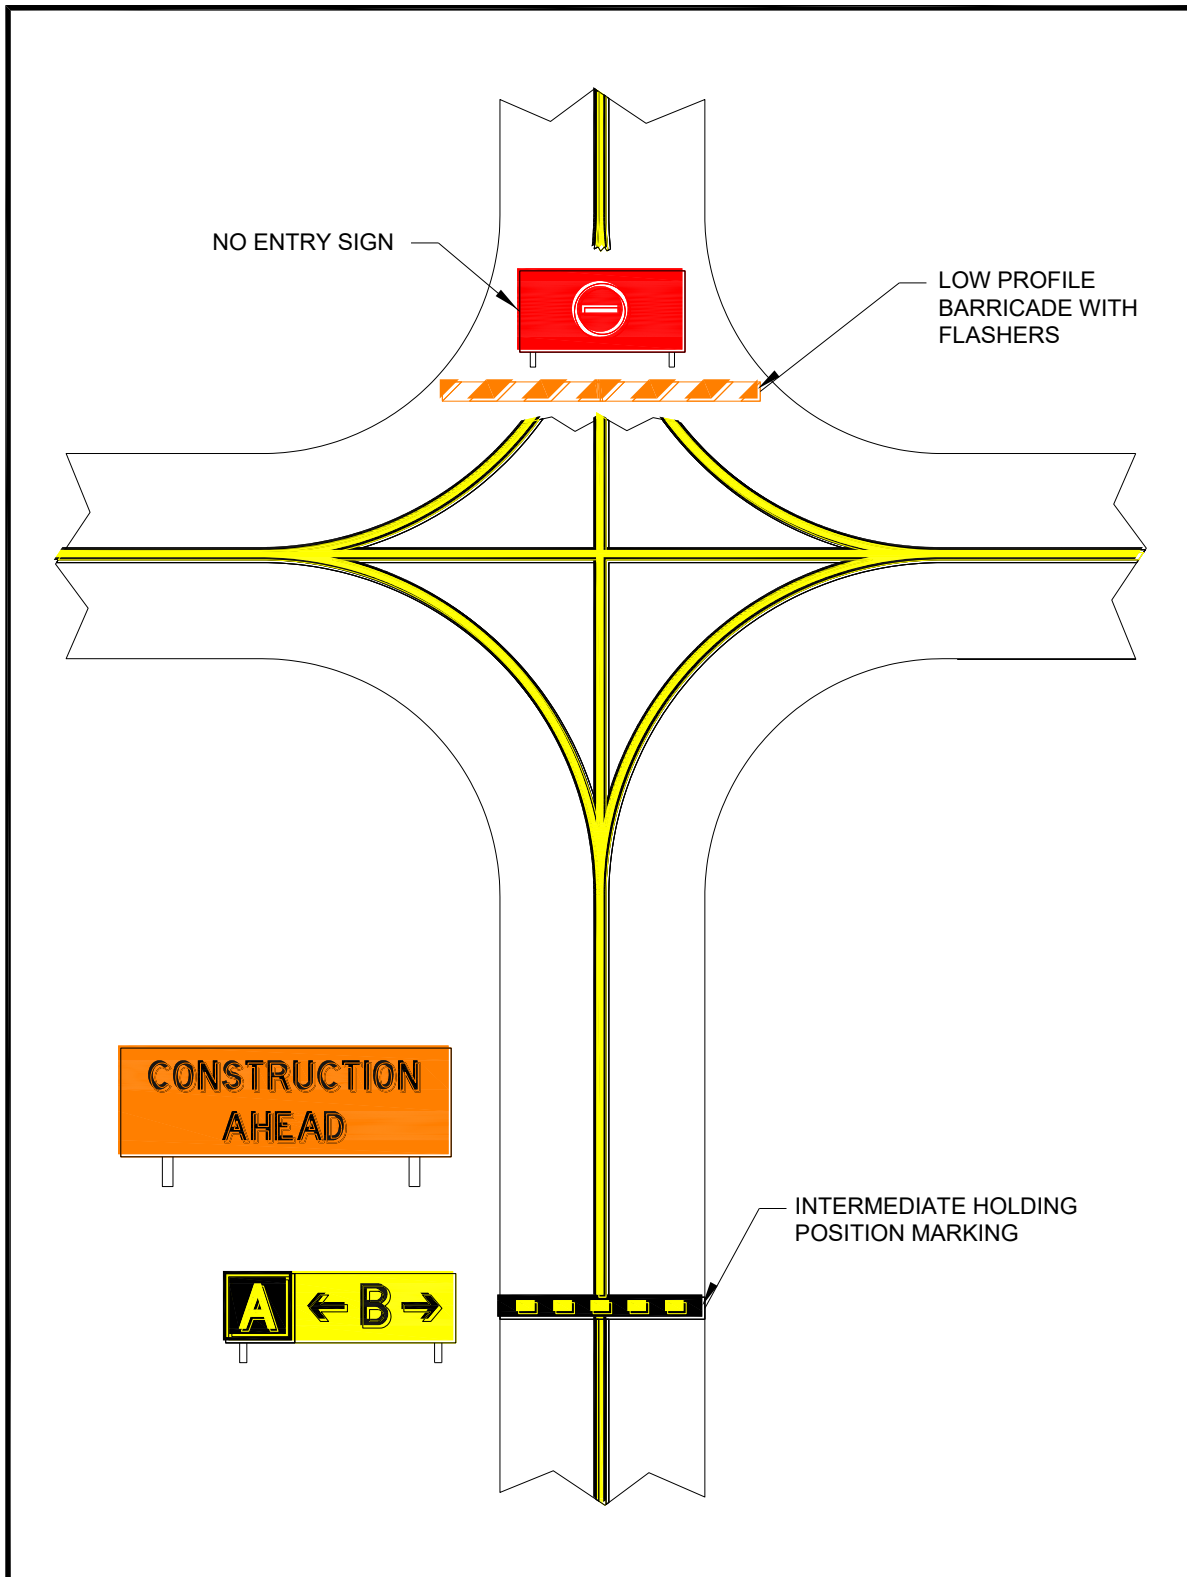 NO ENTRY SIGN
LOW PROFILE
BARRICADE WITH
FLASHERS
CONSTRUCTION
AHEAD
INTERMEDIATE HOLDING
POSITION MARKING
A ←B→